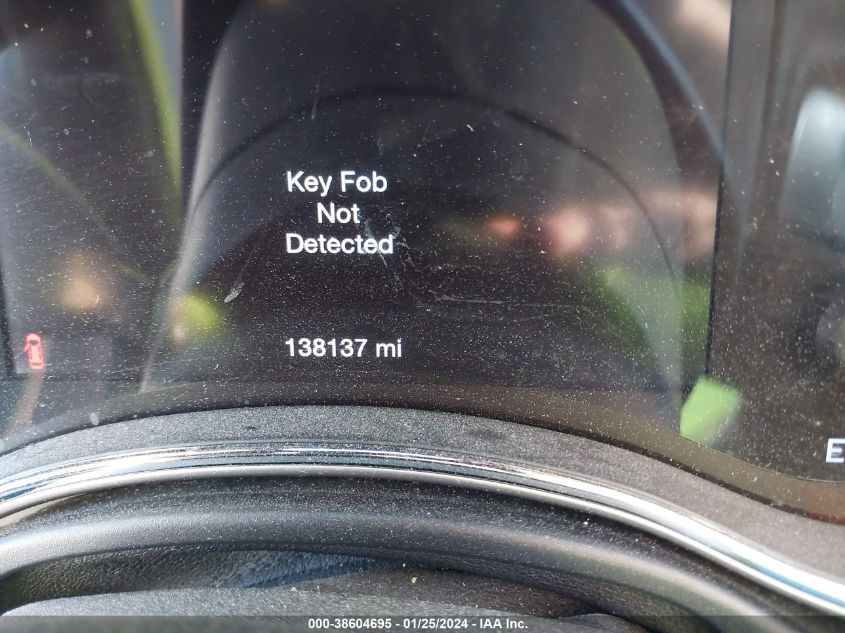 Key Fob
Not
Detected
138137 mi
E
000-38604695 - 01/25/2024 - IAA Inc.